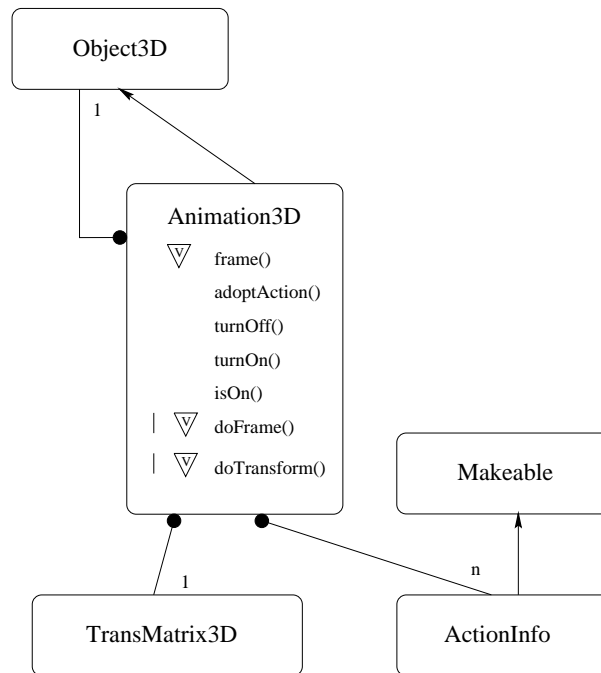 Object3D
1
Animation3D
V frame()
adoptAction()
turnOff()
turnOn()
isOn()
| V doFrame()
| V doTransform()
Makeable
n
1
TransMatrix3D
ActionInfo